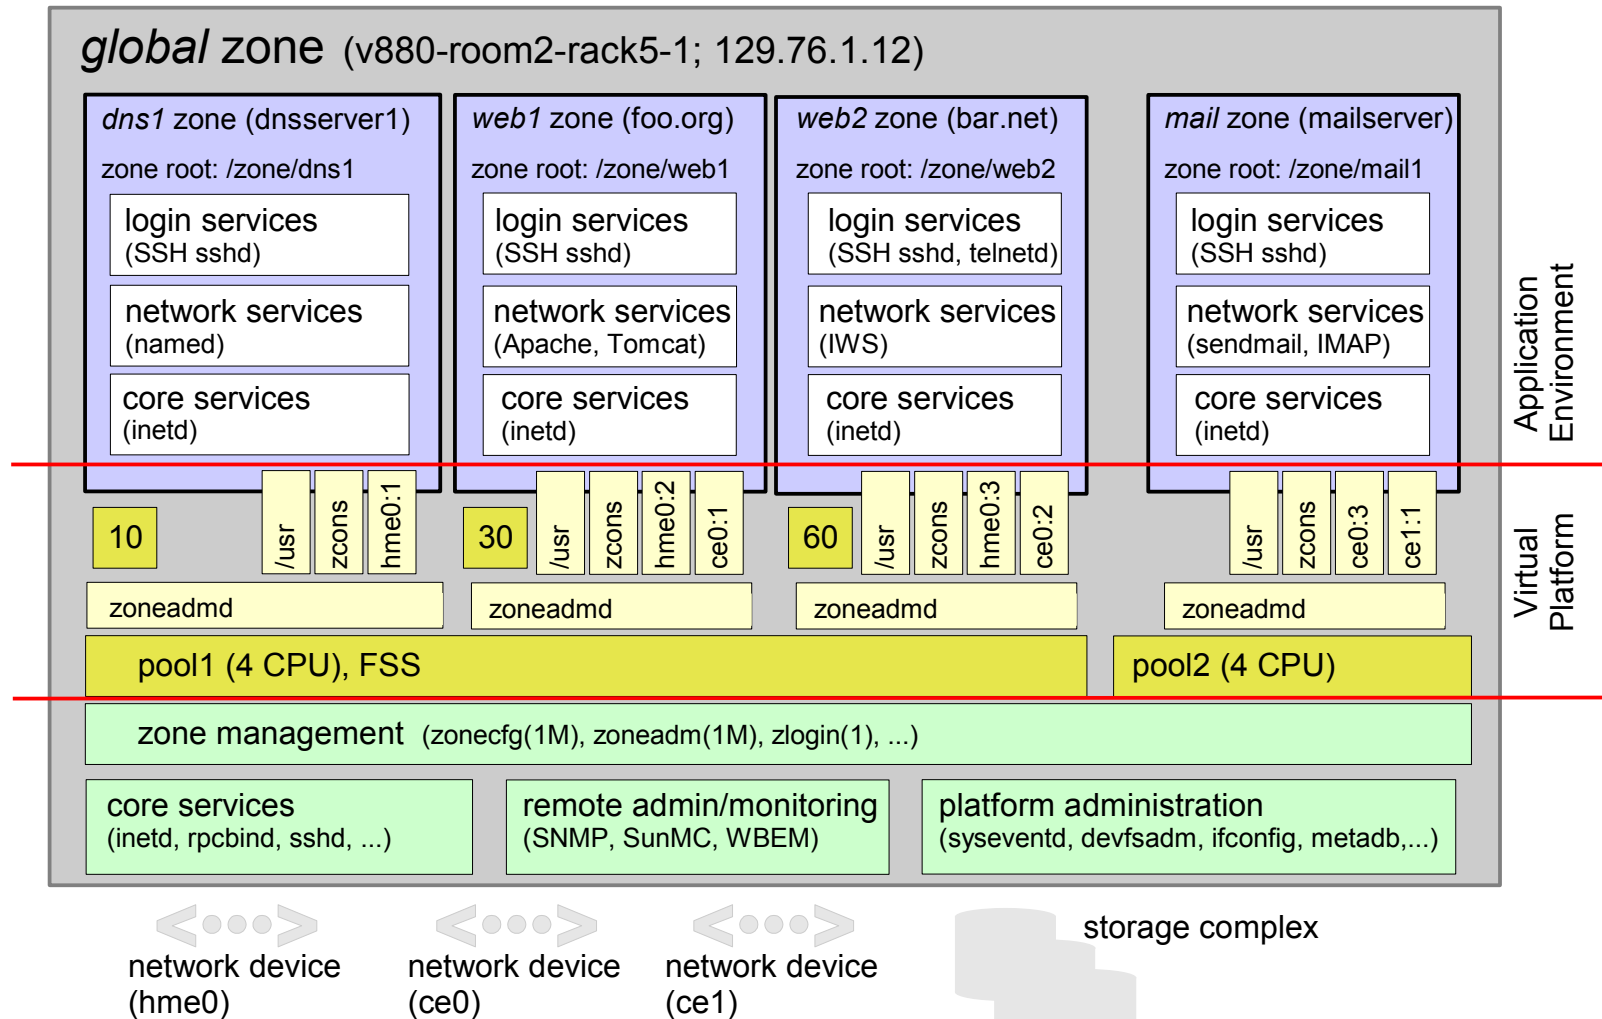 global zone (v880-room2-rack5-1; 129.76.1.12)
dns1 zone (dnsserver1)
zone root: /zone/dns1
login services
(SSH sshd)
network services
(named)
core services
(inetd)
web1 zone (foo.org)
zone root: /zone/web1
login services
(SSH sshd)
network services
(Apache, Tomcat)
core services
(inetd)
web2 zone (bar.net)
zone root: /zone/web2
login services
(SSH sshd, telnetd)
network services
(IWS)
core services
(inetd)
mail zone (mailserver)
zone root: /zone/mail1
login services
(SSH sshd)
network services
(sendmail, IMAP)
core services
(inetd)
Application
Environment
10
/usr
zcons
hme0:1
30
/usr
zcons
hme0:2
ce0:1
60
/usr
zcons
hme0:3
ce0:2
/usr
zcons
ce0:3
ce1:1
zoneadmd
zoneadmd
zoneadmd
zoneadmd
Virtual
Platform
pool1 (4 CPU), FSS
pool2 (4 CPU)
zone management (zonecfg(1M), zoneadm(1M), zlogin(1), ...)
core services
(inetd, rpcbind, sshd, ...)
remote admin/monitoring
(SNMP, SunMC, WBEM)
platform administration
(syseventd, devfsadm, ifconfig, metadb,...)
network device
(hme0)
network device
(ce0)
network device
(ce1)
storage complex